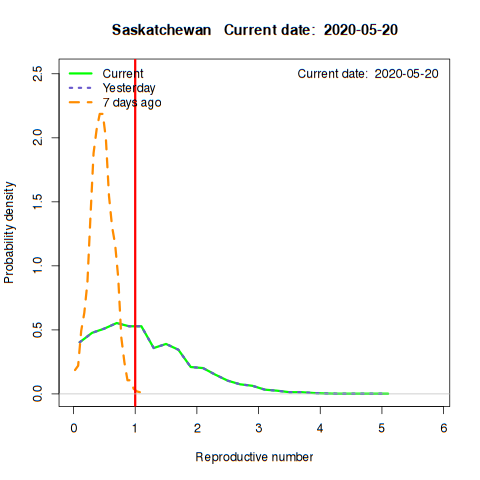 Saskatchewan   Current date:  2020-05-20
Current
Yesterday
7 days ago
Current date:  2020-05-20
2.5
2.0
1.5
1.0
0.5
0.0
Probability density
0 1 2 3 4 5 6
Reproductive number